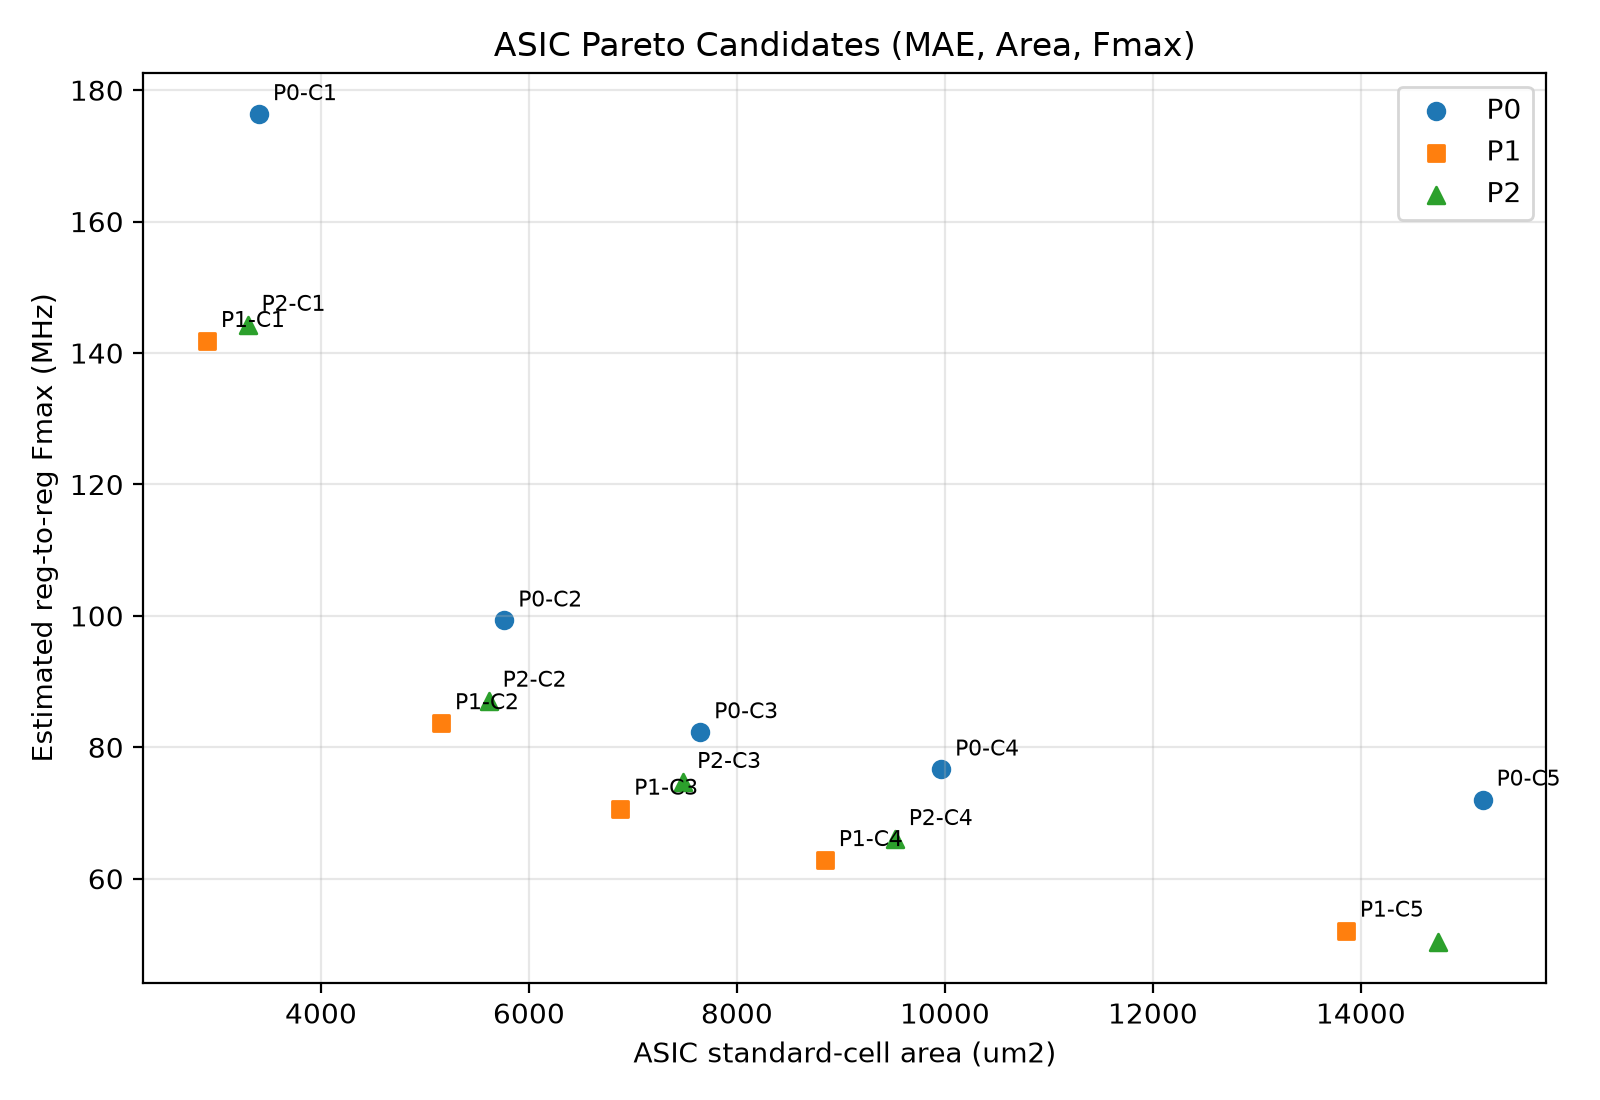 ASIC Pareto Candidates (MAE, Area, Fmax)
Estimated reg-to-reg Fmax (MHz)
180
160
140
120
100
80
60
P0-C1
P2-C1
P1-C1
P0-C2
P2-C2
P1-C2
P0-C3
P2-C3
P1-C3
P0-C4
P2-C4
P1-C4
P0-C5
P1-C5
P0
P1
P2
4000
6000
8000
10000
12000
14000
ASIC standard-cell area (um2)